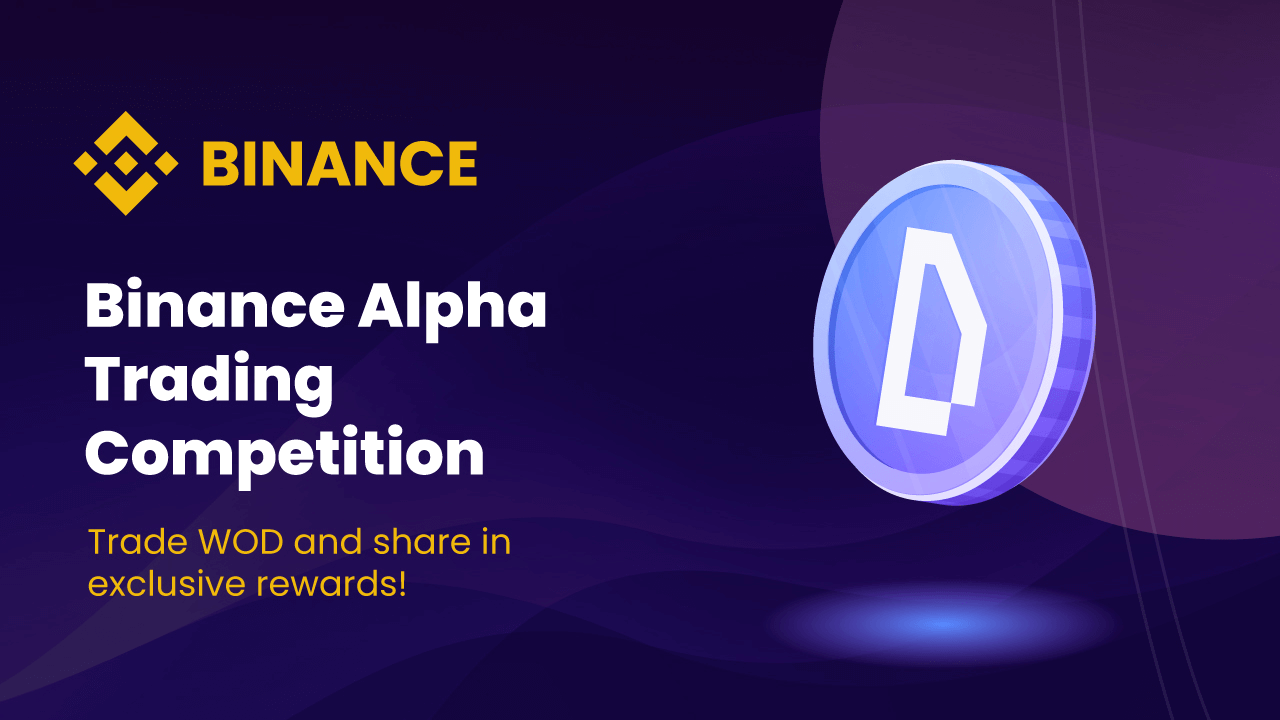 BINANCE
Binance Alpha
Trading
Competition
Trade WOD and share in
exclusive rewards!